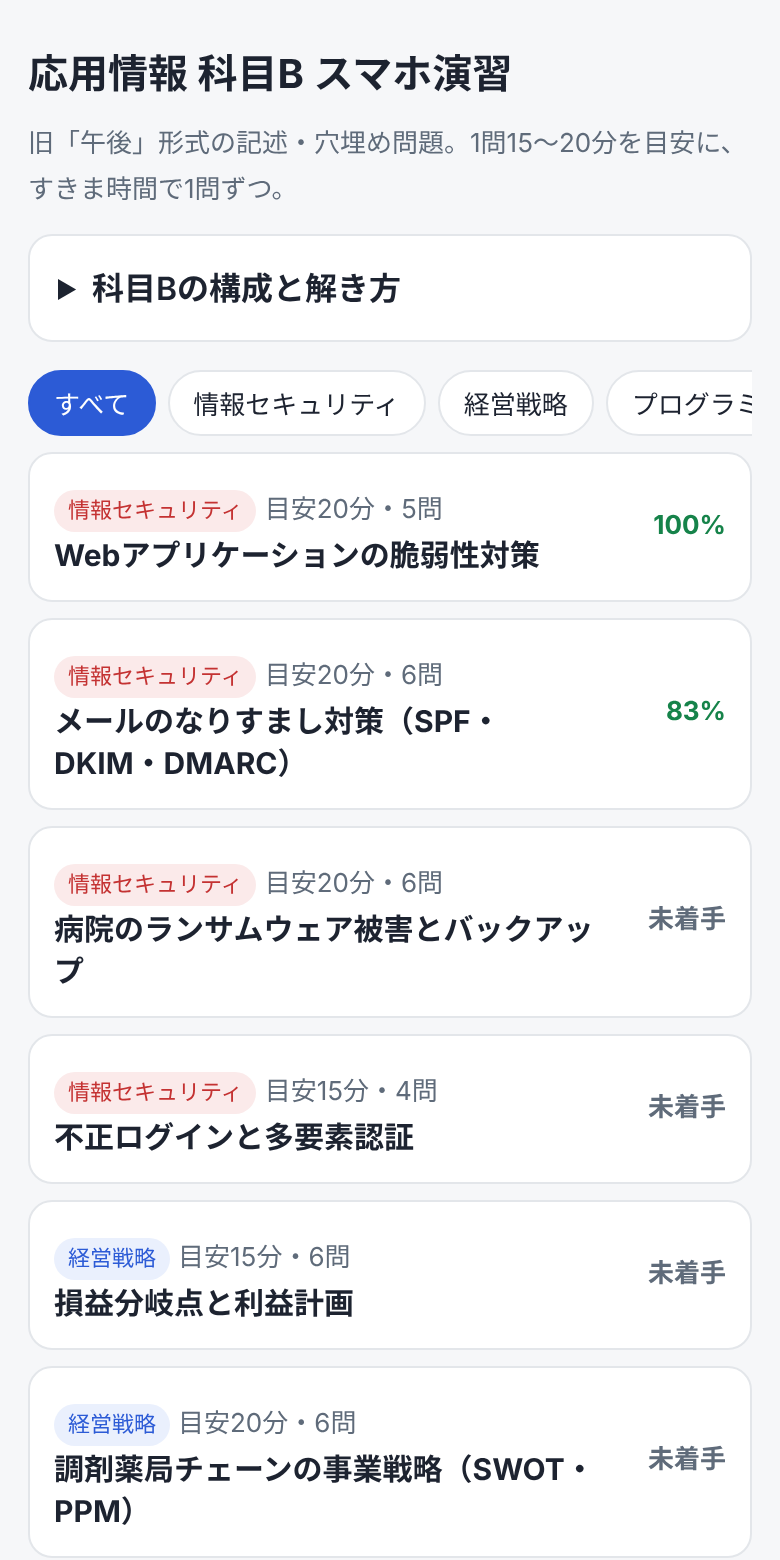 応用情報 科目B スマホ演習
旧「午後」形式の記述・穴埋め問題。1問15〜20分を目安に、
すきま時間で1問ずつ。
▶ 科目Bの構成と解き方
すべて 情報セキュリティ 経営戦略 プログラミ
情報セキュリティ 目安20分・5問
Webアプリケーションの脆弱性対策
100%
情報セキュリティ 目安20分・6問
メールのなりすまし対策（SPF・
DKIM・DMARC）
83%
情報セキュリティ 目安20分・6問
病院のランサムウェア被害とバックアッ
プ
未着手
情報セキュリティ 目安15分・4問
不正ログインと多要素認証
未着手
経営戦略 目安15分・6問
損益分岐点と利益計画
未着手
経営戦略 目安20分・6問
調剤薬局チェーンの事業戦略（SWOT・
PPM）
未着手